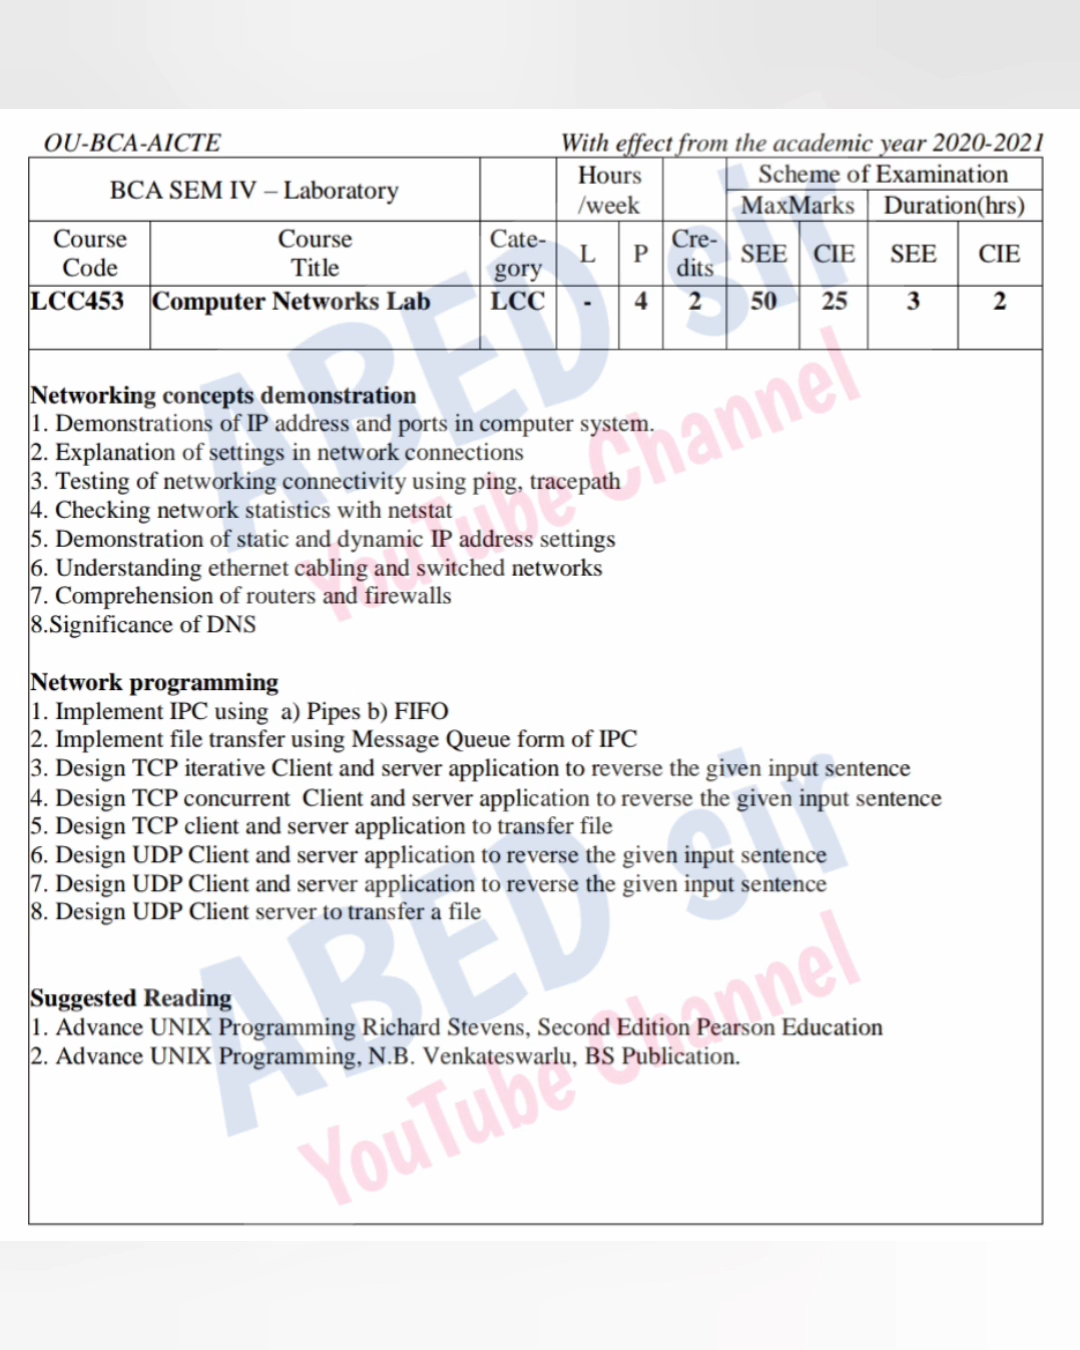 OU-BCA-AICTE With effect from the academic year 2020-2021
BCA SEM IV – Laboratory Hours /week Scheme of Examination
MaxMarks Duration(hrs)
Course Code Course Title Cate-gory L P Cre-dits SEE CIE SEE CIE
LCC453 Computer Networks Lab LCC - 4 2 50 25 3 2
Networking concepts demonstration
1. Demonstrations of IP address and ports in computer system.
2. Explanation of settings in network connections
3. Testing of networking connectivity using ping, tracepath
4. Checking network statistics with netstat
5. Demonstration of static and dynamic IP address settings
6. Understanding ethernet cabling and switched networks
7. Comprehension of routers and firewalls
8.Significance of DNS
Network programming
1. Implement IPC using a) Pipes b) FIFO
2. Implement file transfer using Message Queue form of IPC
3. Design TCP iterative Client and server application to reverse the given input sentence
4. Design TCP concurrent Client and server application to reverse the given input sentence
5. Design TCP client and server application to transfer file
6. Design UDP Client and server application to reverse the given input sentence
7. Design UDP Client and server application to reverse the given input sentence
8. Design UDP Client server to transfer a file
Suggested Reading
1. Advance UNIX Programming Richard Stevens, Second Edition Pearson Education
2. Advance UNIX Programming, N.B. Venkateswarlu, BS Publication.
ABED sir
YouTube Channel
ABED sir
YouTube Channel